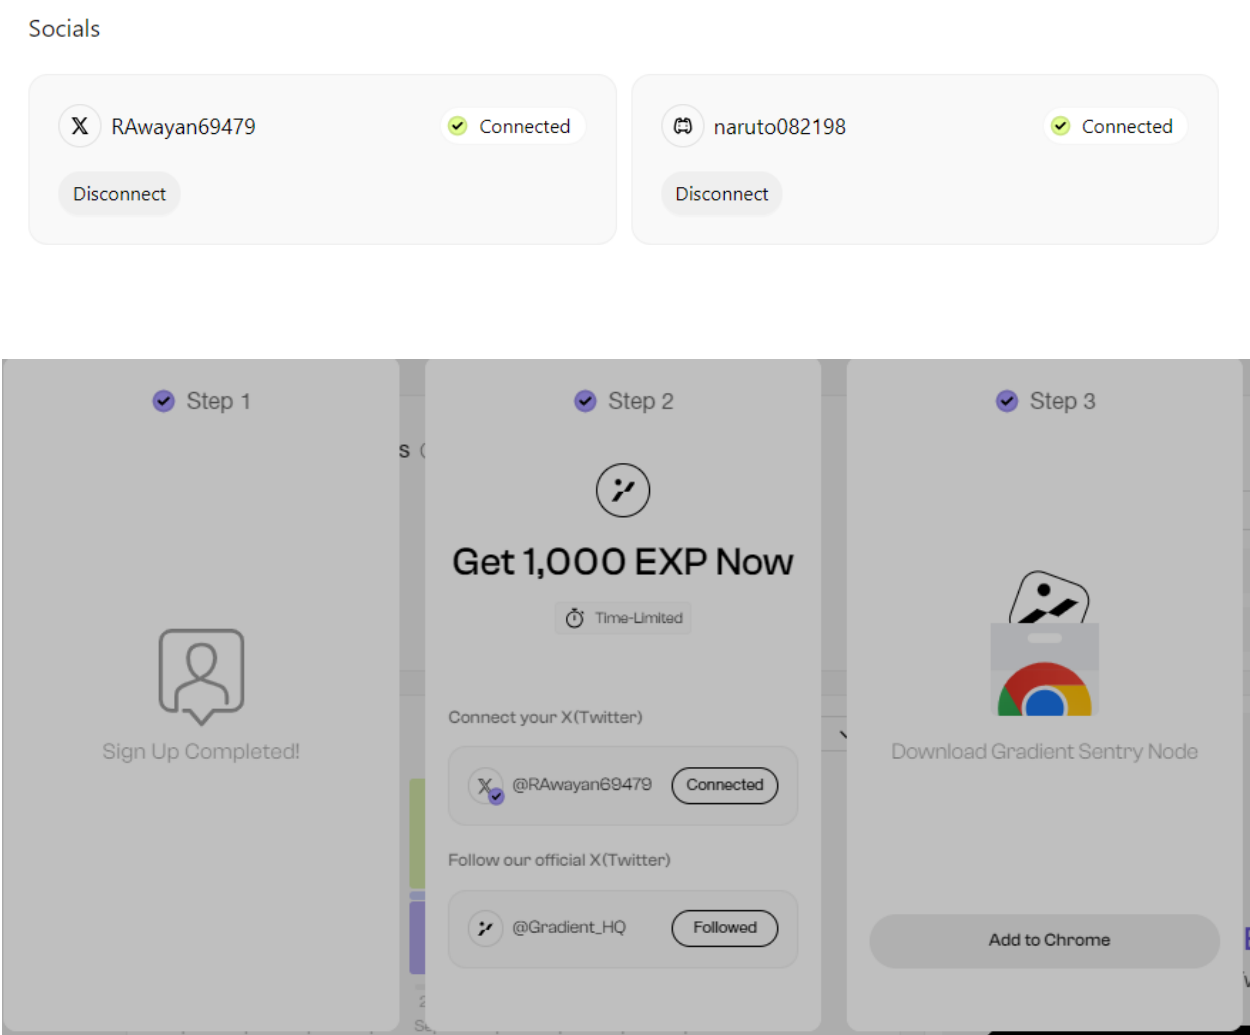 Socials
RAwayan69479
Connected
Disconnect
naruto082198
Connected
Disconnect
Step 1
Sign Up Completed!
Step 2
Get 1,000 EXP Now
Time-Limited
Connect your X(Twitter)
@RAwayan69479
Connected
Follow our official X(Twitter)
@Gradient_HQ
Followed
Step 3
Download Gradient Sentry Node
Add to Chrome